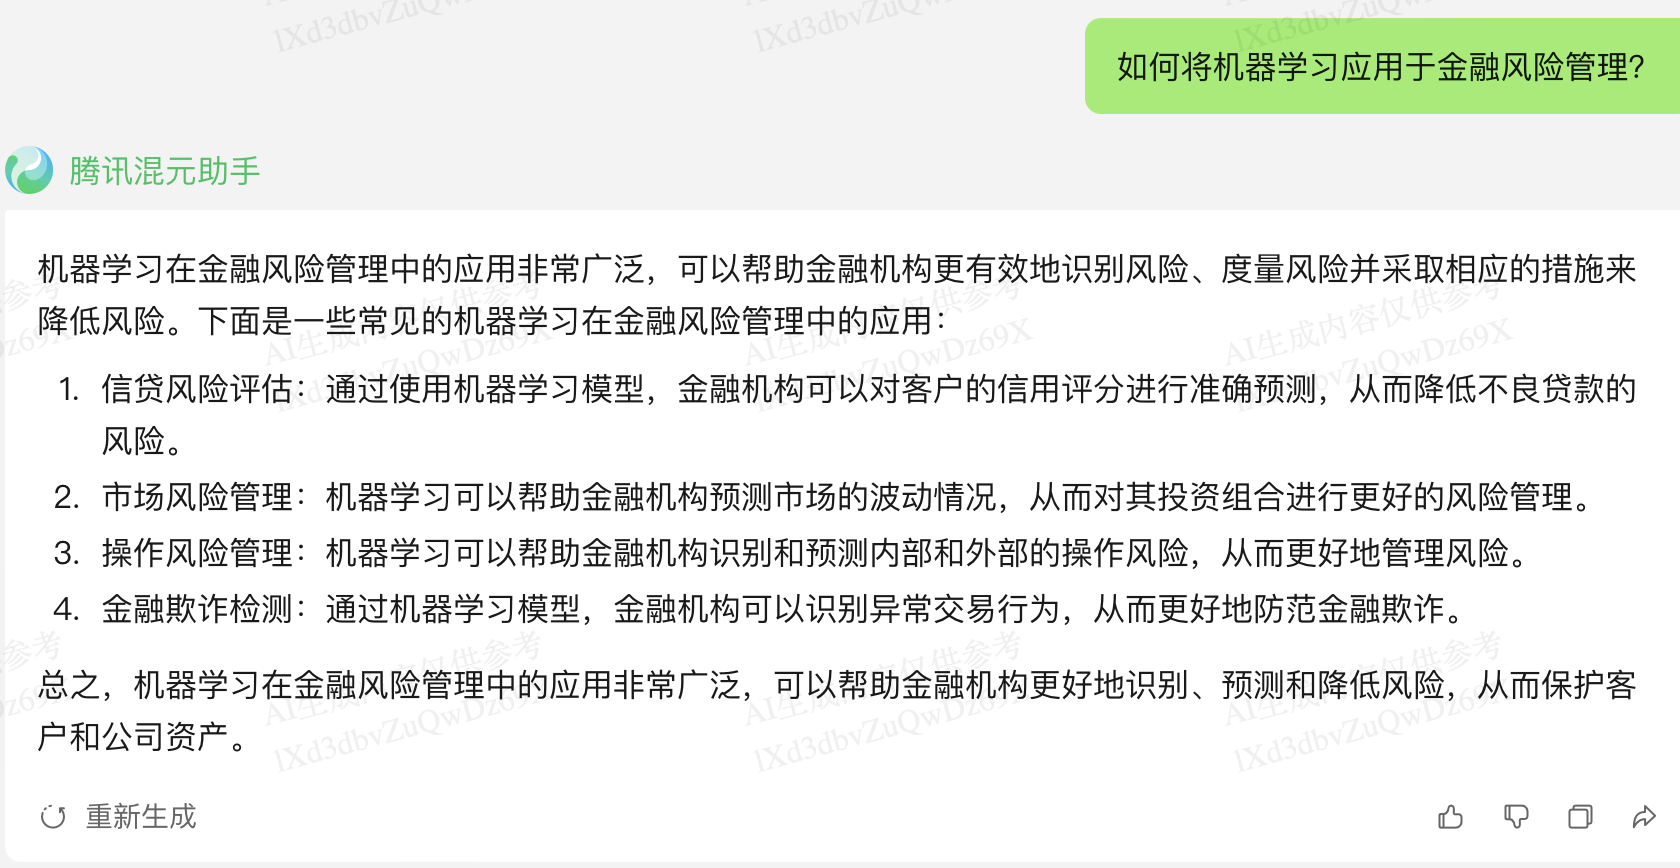 如何将机器学习应用于金融风险管理?
腾讯混元助手
机器学习在金融风险管理中的应用非常广泛，可以帮助金融机构更有效地识别风险、度量风险并采取相应的措施来
降低风险。下面是一些常见的机器学习在金融风险管理中的应用：
1. 信贷风险评估：通过使用机器学习模型，金融机构可以对客户的信用评分进行准确预测，从而降低不良贷款的
风险。
2. 市场风险管理：机器学习可以帮助金融机构预测市场的波动情况，从而对其投资组合进行更好的风险管理。
3. 操作风险管理：机器学习可以帮助金融机构识别和预测内部和外部的操作风险，从而更好地管理风险。
4. 金融欺诈检测：通过机器学习模型，金融机构可以识别异常交易行为，从而更好地防范金融欺诈。
总之，机器学习在金融风险管理中的应用非常广泛，可以帮助金融机构更好地识别、预测和降低风险，从而保护客
户和公司资产。
重新生成
AI生成内容仅供参考
lXd3dbvZuQwDz69X